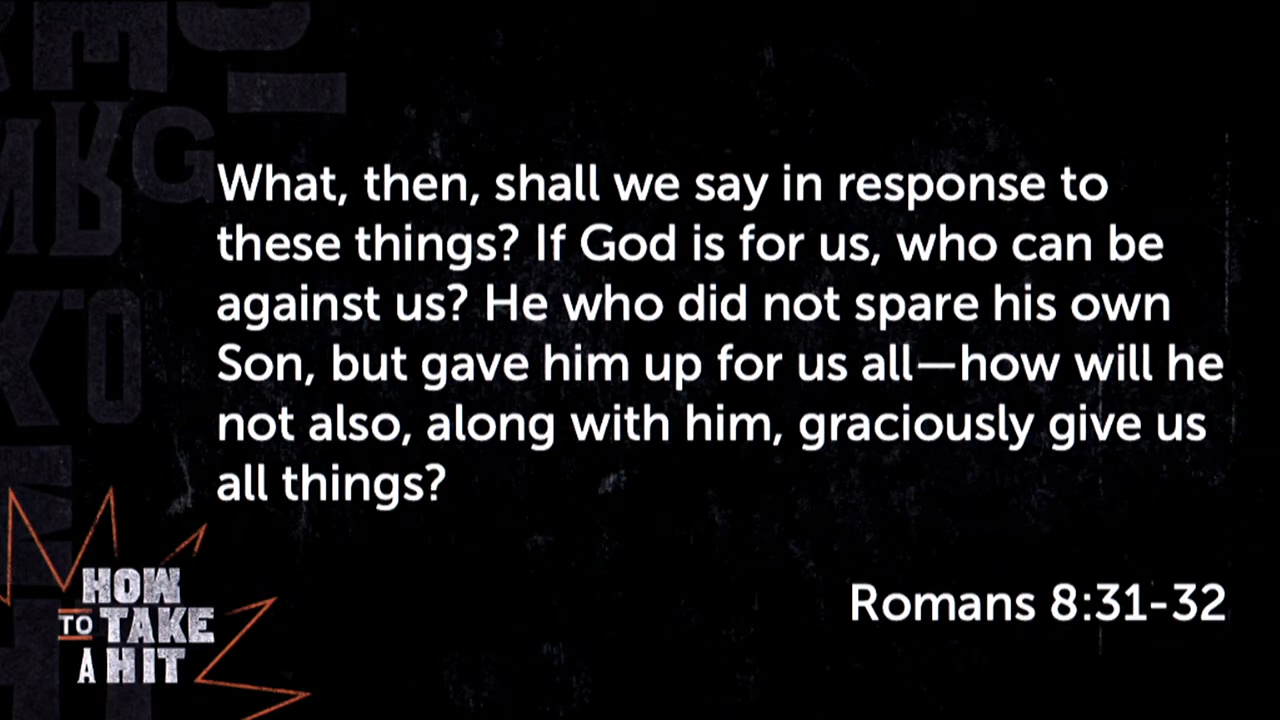 What, then, shall we say in response to
these things? If God is for us, who can be
against us? He who did not spare his own
Son, but gave him up for us all—how will he
not also, along with him, graciously give us
all things?
Romans 8:31-32
HOW
TO TAKE
A HIT